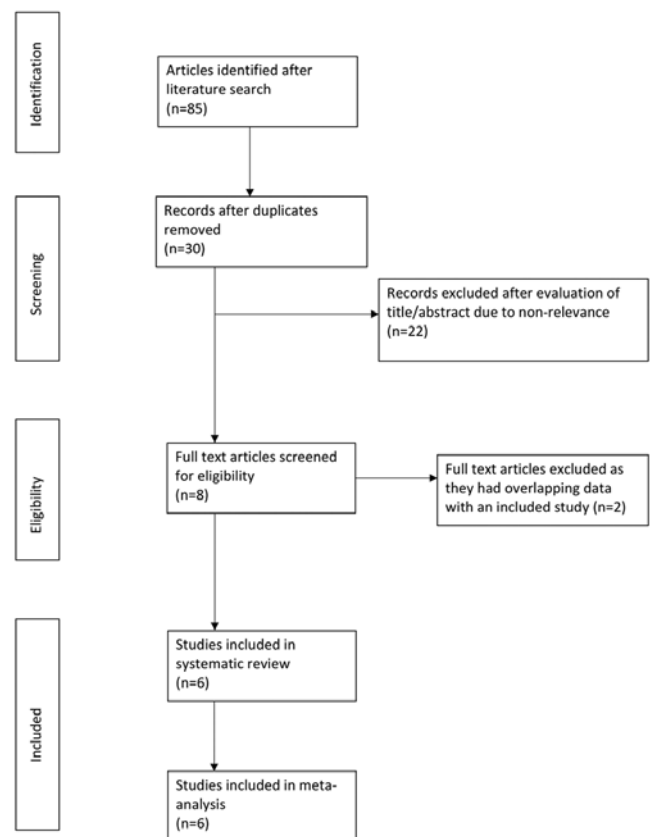 Identification
Articles identified after
literature search
(n=85)
Screening
Records after duplicates
removed
(n=30)
Records excluded after evaluation of
title/abstract due to non-relevance
(n=22)
Eligibility
Full text articles screened
for eligibility
(n=8)
Full text articles excluded as
they had overlapping data
with an included study (n=2)
Included
Studies included in
systematic review
(n=6)
Studies included in meta-
analysis
(n=6)